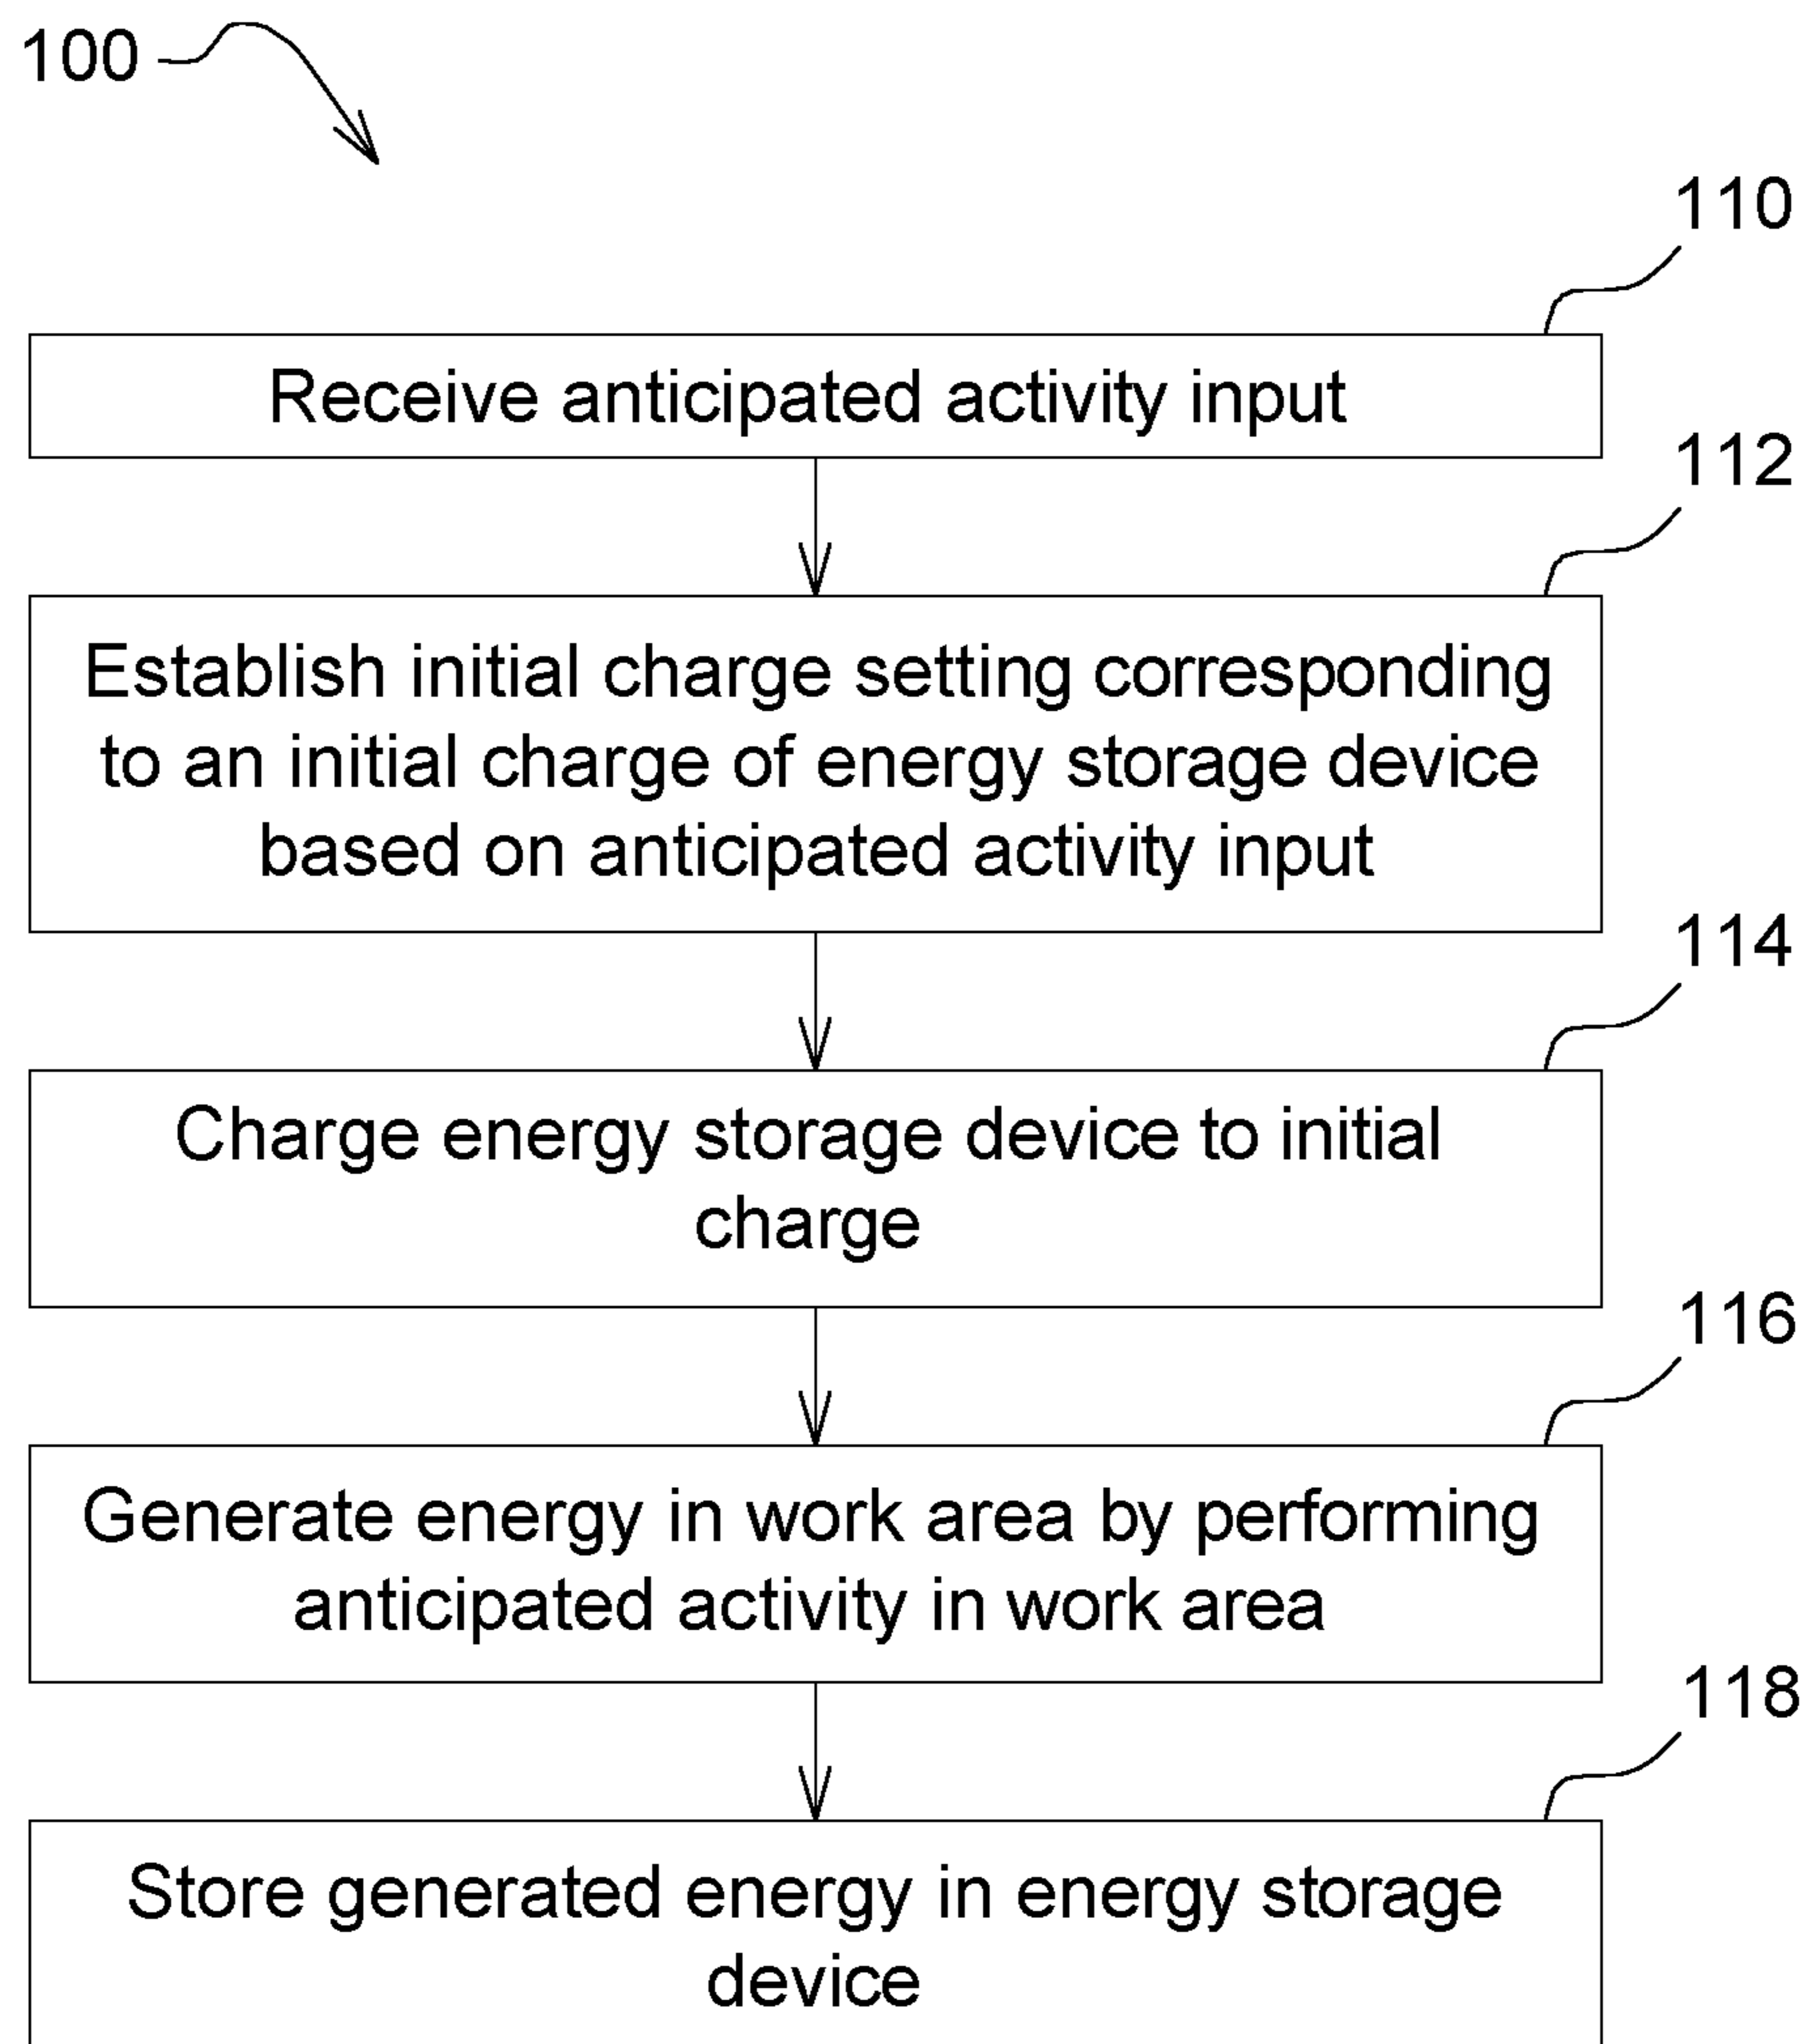 100
110
Receive anticipated activity input
112
Establish initial charge setting corresponding
to an initial charge of energy storage device
based on anticipated activity input
114
Charge energy storage device to initial
charge
116
Generate energy in work area by performing
anticipated activity in work area
118
Store generated energy in energy storage
device